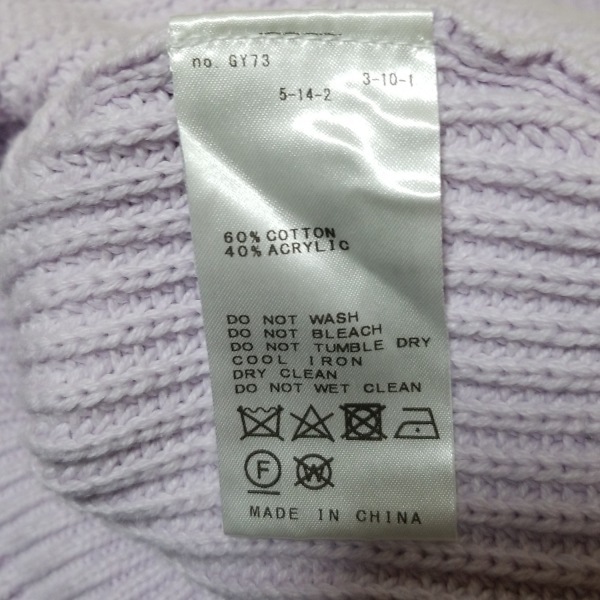 no. GY73
3-10-1
5-14-2
60% COTTON
40% ACRYLIC
DO NOT WASH
DO NOT BLEACH
DO NOT TUMBLE DRY
COOL IRON
DRY CLEAN
DO NOT WET CLEAN
F W
MADE IN CHINA